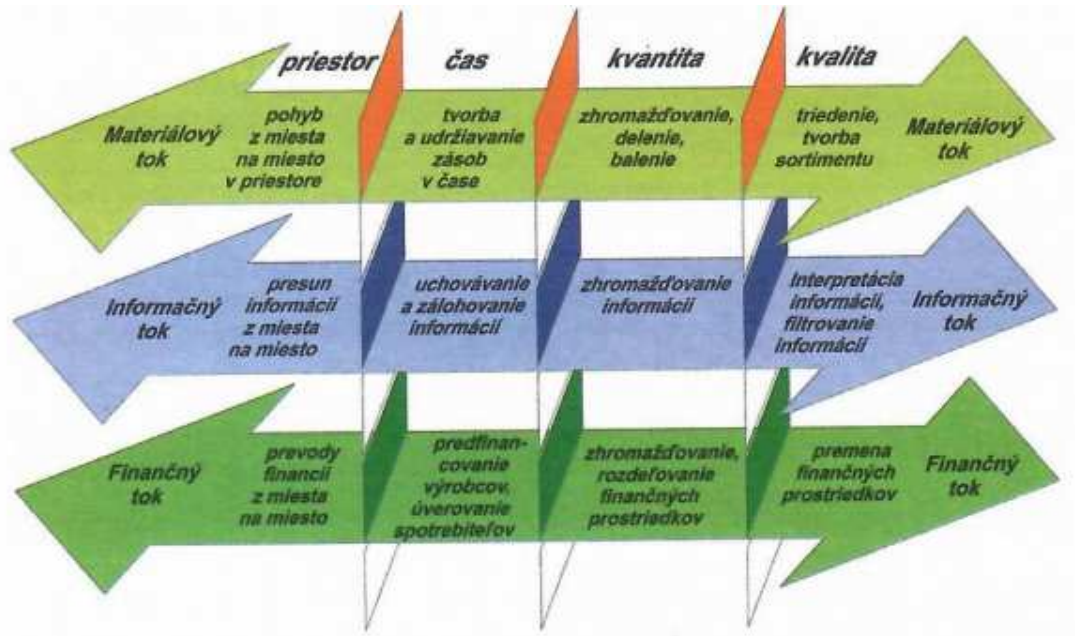 priestor čas kvantita kvalita
Materiálový
tok
pohyb
z miesta
na miesto
v priestore
tvorba
a udržiavanie
zásob
v čase
zhromažďovanie,
delenie,
balenie
triedenie,
tvorba
sortimentu
Materiálový
tok
Informačný
tok
presun
informácií
z miesta
na miesto
uchovávanie
a zálohovanie
informácií
zhromažďovanie
informácií
Interpretácia
informácií,
filtrovanie
informácií
Informačný
tok
Finančný
tok
prevody
financií
z miesta
na miesto
predfinan-
covanie
výrobcov,
úverovanie
spotrebiteľov
zhromažďovanie,
rozdeľovanie
finančných
prostriedkov
premena
finančných
prostriedkov
Finančný
tok